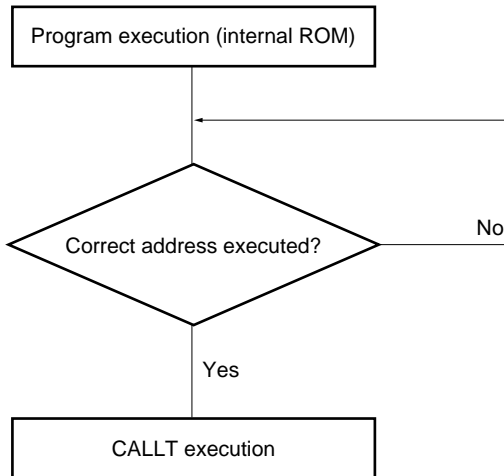 Program execution (internal ROM)
Correct address executed?
No
Yes
CALLT execution